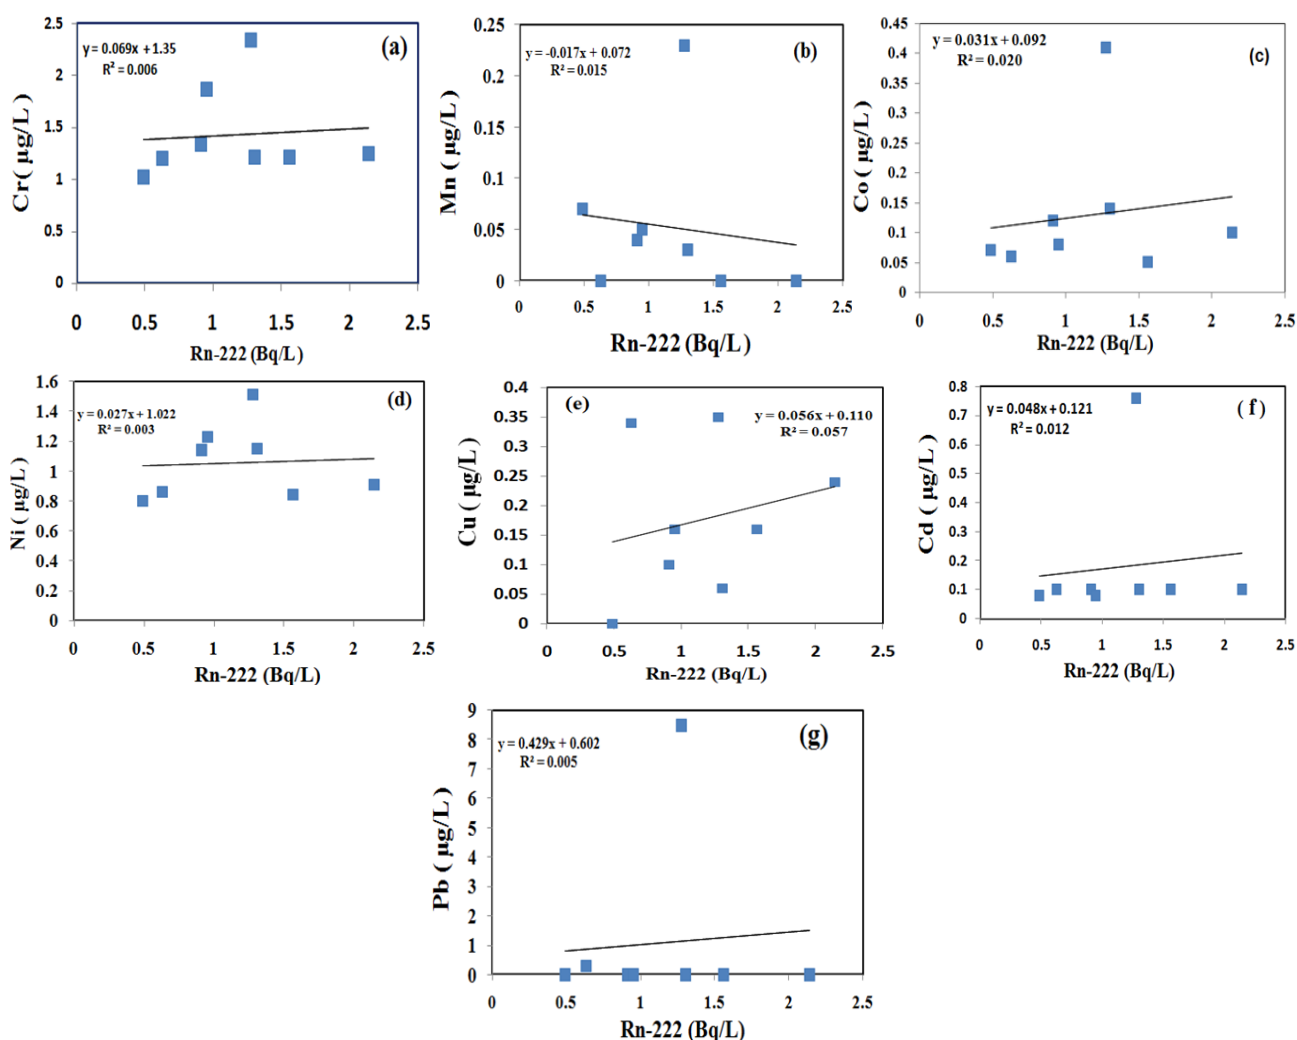 (a)
y = 0.069x + 1.35
R² = 0.006
2.5
2
1.5
1
0.5
0
Cr( µg/L )
0 0.5 1 1.5 2 2.5
Rn-222 (Bq/L)
(b)
y = -0.017x + 0.072
R² = 0.015
0.25
0.2
0.15
0.1
0.05
0
Mn ( µg/L )
0 0.5 1 1.5 2 2.5
Rn-222 (Bq/L)
(c)
y = 0.031x + 0.092
R² = 0.020
0.45
0.4
0.35
0.3
0.25
0.2
0.15
0.1
0.05
0
Co ( µg/L )
0 0.5 1 1.5 2 2.5
Rn-222 (Bq/L)
(d)
y = 0.027x + 1.022
R² = 0.003
1.6
1.4
1.2
1
0.8
0.6
0.4
0.2
0
Ni ( µg/L )
0 0.5 1 1.5 2 2.5
Rn-222 (Bq/L)
(e)
y = 0.056x + 0.110
R² = 0.057
0.4
0.35
0.3
0.25
0.2
0.15
0.1
0.05
0
Cu ( µg/L )
0 0.5 1 1.5 2 2.5
Rn-222 (Bq/L)
( f )
y = 0.048x + 0.121
R² = 0.012
0.8
0.7
0.6
0.5
0.4
0.3
0.2
0.1
0
Cd ( µg/L )
0 0.5 1 1.5 2 2.5
Rn-222 (Bq/L)
(g)
y = 0.429x + 0.602
R² = 0.005
9
8
7
6
5
4
3
2
1
0
Pb ( µg/L )
0 0.5 1 1.5 2 2.5
Rn-222 (Bq/L)